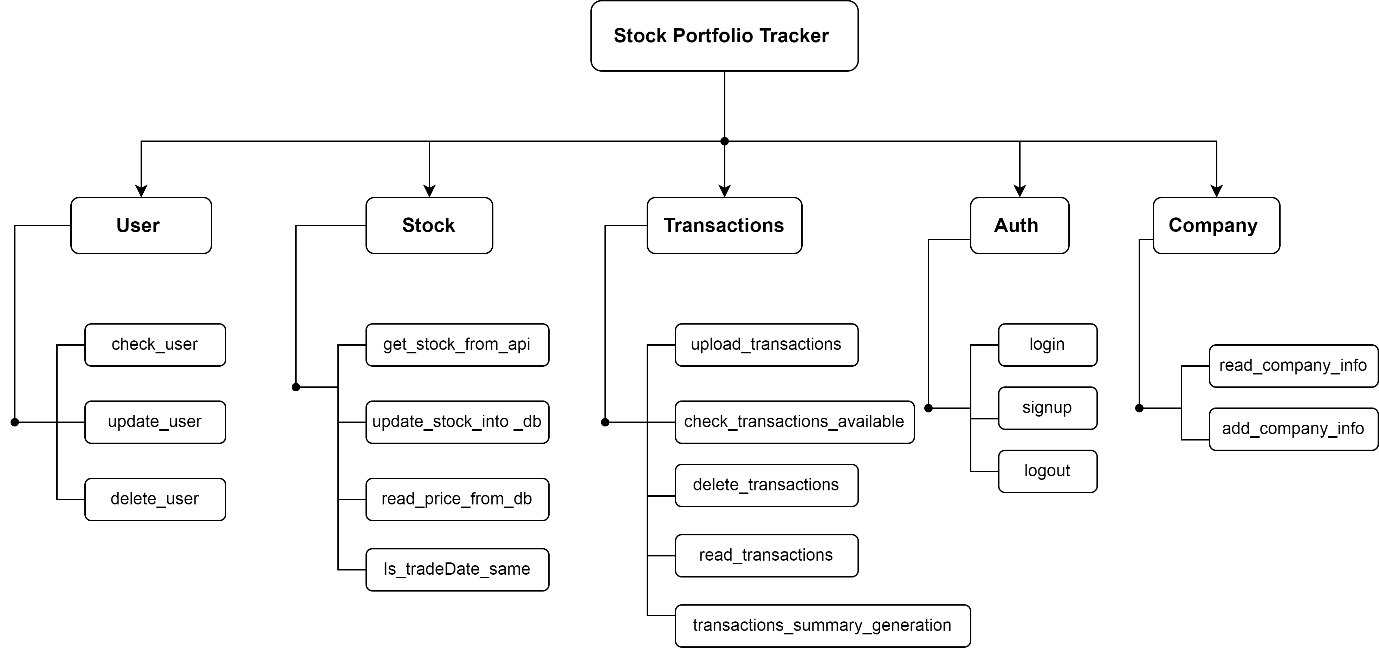 Stock Portfolio Tracker
User
Stock
Transactions
Auth
Company
check_user
update_user
delete_user
get_stock_from_api
update_stock_into _db
read_price_from_db
Is_tradeDate_same
upload_transactions
check_transactions_available
delete_transactions
read_transactions
transactions_summary_generation
login
signup
logout
read_company_info
add_company_info